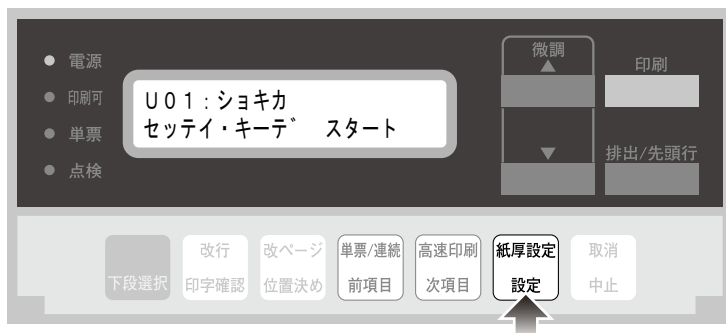 電源
印刷可
単票
点検
U01:ショキカ
セッテイ・キーデ゛ スタート
微調
▲
▼
印刷
排出/先頭行
下段選択
改行
印字確認
改ページ
位置決め
単票/連続
前項目
高速印刷
次項目
紙厚設定
設定
取消
中止